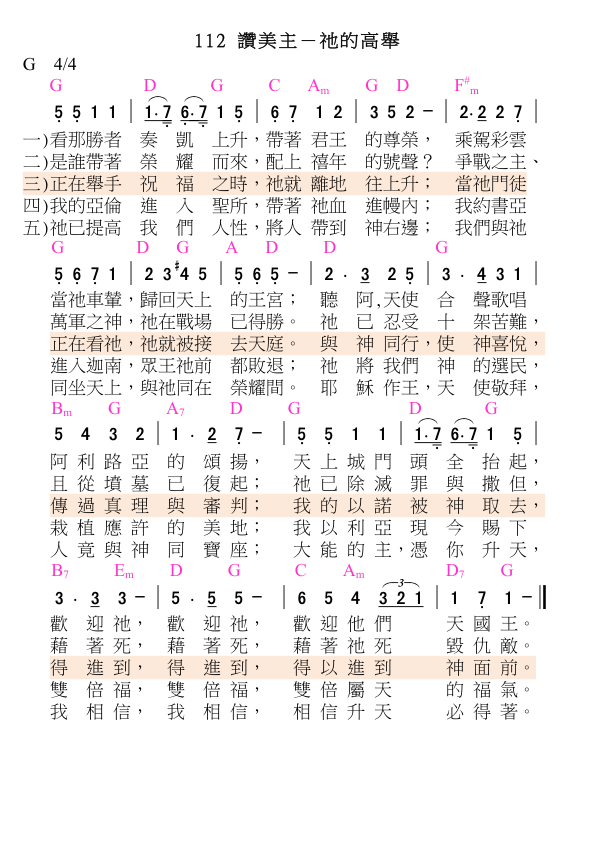 112 讚美主－祂的高舉
G 4/4
G D G C Am G D F#m
5 5 1 1 | 1·7 6·7 1 5 | 6 7 1 2 | 3 5 2 － | 2·2 2 7 |
一)看那勝者 奏 凱 上升，帶著 君王 的尊榮， 乘駕彩雲
二)是誰帶著 榮 耀 而來，配上 禧年 的號聲？ 爭戰之主、
三)正在舉手 祝 福 之時，祂就 離地 往上升； 當祂門徒
四)我的亞倫 進 入 聖所，帶著 祂血 進幔內； 我約書亞
五)祂已提高 我 們 人性，將人 帶到 神右邊； 我們與祂
G D G A D D G
5 6 7 1 | 2 3 #4 5 | 5 6 5 － | 2 · 3 2 5 | 3 · 4 3 1 |
當祂車輦，歸回天上 的王宮； 聽 阿，天使 合 聲歌唱
萬軍之神，祂在戰場 已得勝。 祂 已 忍受 十 架苦難，
正在看祂，祂就被接 去天庭。 與 神 同行，使 神喜悅，
進入迦南，眾王祂前 都敗退； 祂 將 我們 神 的選民，
同坐天上，與祂同在 榮耀間。 耶 穌 作王，天 使敬拜，
Bm G A7 D G D G
5 4 3 2 | 1 · 2 7 － | 5 5 1 1 | 1·7 6·7 1 5 |
阿 利 路 亞 的 頌 揚， 天 上 城 門 頭 全 抬 起，
且 從 墳 墓 已 復 起； 祂 已 除 滅 罪 與 撒 但，
傳 過 真 理 與 審 判； 我 的 以 諾 被 神 取 去，
栽 植 應 許 的 美 地； 我 以 利 亞 現 今 賜 下
人 竟 與 神 同 寶 座； 大 能 的 主，憑 你 升 天，
B7 Em D G C Am D7 G
3 · 3 3 － | 5 · 5 5 － | 6 5 4 3 2 1 3 | 1 7 1 － ‖
歡 迎 祂， 歡 迎 祂， 歡 迎 他 們 天 國 王。
藉 著 死， 藉 著 死， 藉 著 祂 死 毀 仇 敵。
得 進 到， 得 進 到， 得 以 進 到 神 面 前。
雙 倍 福， 雙 倍 福， 雙 倍 屬 天 的 福 氣。
我 相 信， 我 相 信， 相 信 升 天 必 得 著。